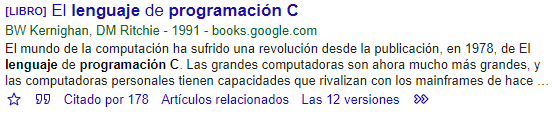 [LIBRO] El lenguaje de programación C
BW Kernighan, DM Ritchie - 1991 - books.google.com
El mundo de la computación ha sufrido una revolución desde la publicación, en 1978, de El
lenguaje de programación C. Las grandes computadoras son ahora mucho más grandes, y
las computadoras personales tienen capacidades que rivalizan con los mainframes de hace ...
Citado por 178 Artículos relacionados Las 12 versiones